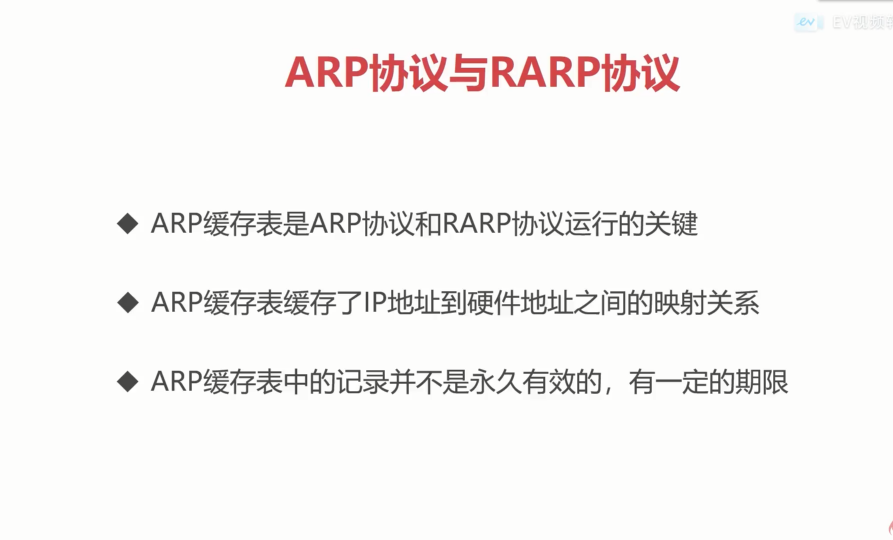 EV视频
ARP协议与RARP协议
ARP缓存表是ARP协议和RARP协议运行的关键
ARP缓存表缓存了IP地址到硬件地址之间的映射关系
ARP缓存表中的记录并不是永久有效的，有一定的期限